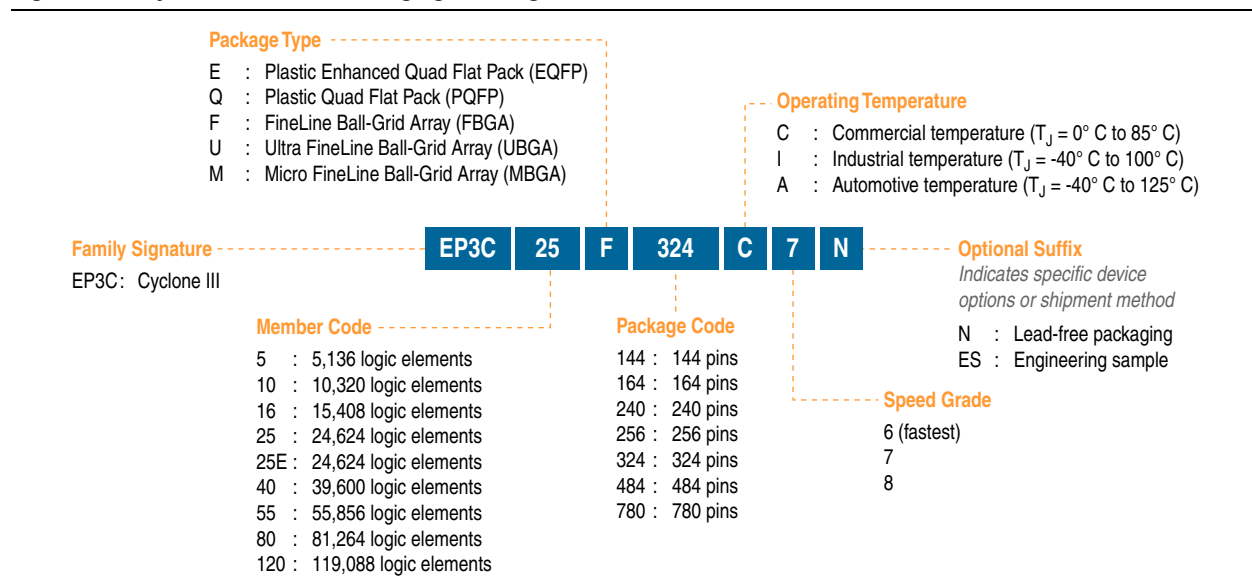 Package Type
E : Plastic Enhanced Quad Flat Pack (EQFP)
Q : Plastic Quad Flat Pack (PQFP)
F : FineLine Ball-Grid Array (FBGA)
U : Ultra FineLine Ball-Grid Array (UBGA)
M : Micro FineLine Ball-Grid Array (MBGA)
Operating Temperature
C : Commercial temperature (TJ = 0° C to 85° C)
I : Industrial temperature (TJ = -40° C to 100° C)
A : Automotive temperature (TJ = -40° C to 125° C)
Family Signature
EP3C : Cyclone III
EP3C 25 F 324 C 7 N
Optional Suffix
Indicates specific device
options or shipment method
N : Lead-free packaging
ES : Engineering sample
Member Code
5 : 5,136 logic elements
10 : 10,320 logic elements
16 : 15,408 logic elements
25 : 24,624 logic elements
25E : 24,624 logic elements
40 : 39,600 logic elements
55 : 55,856 logic elements
80 : 81,264 logic elements
120 : 119,088 logic elements
Package Code
144 : 144 pins
164 : 164 pins
240 : 240 pins
256 : 256 pins
324 : 324 pins
484 : 484 pins
780 : 780 pins
Speed Grade
6 (fastest)
7
8